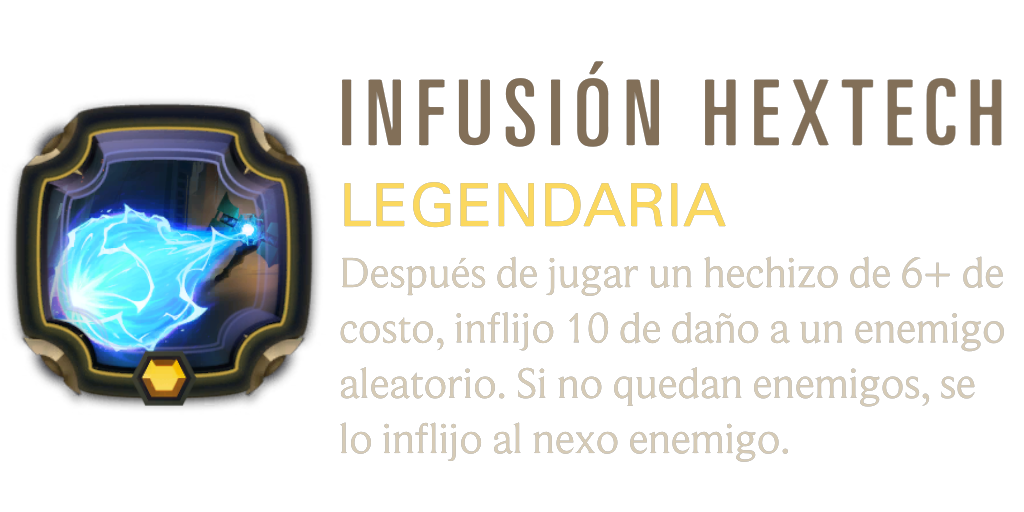 INFUSIÓN HEXTECH
LEGENDARIA
Después de jugar un hechizo de 6+ de
costo, inflijo 10 de daño a un enemigo
aleatorio. Si no quedan enemigos, se
lo inflijo al nexo enemigo.